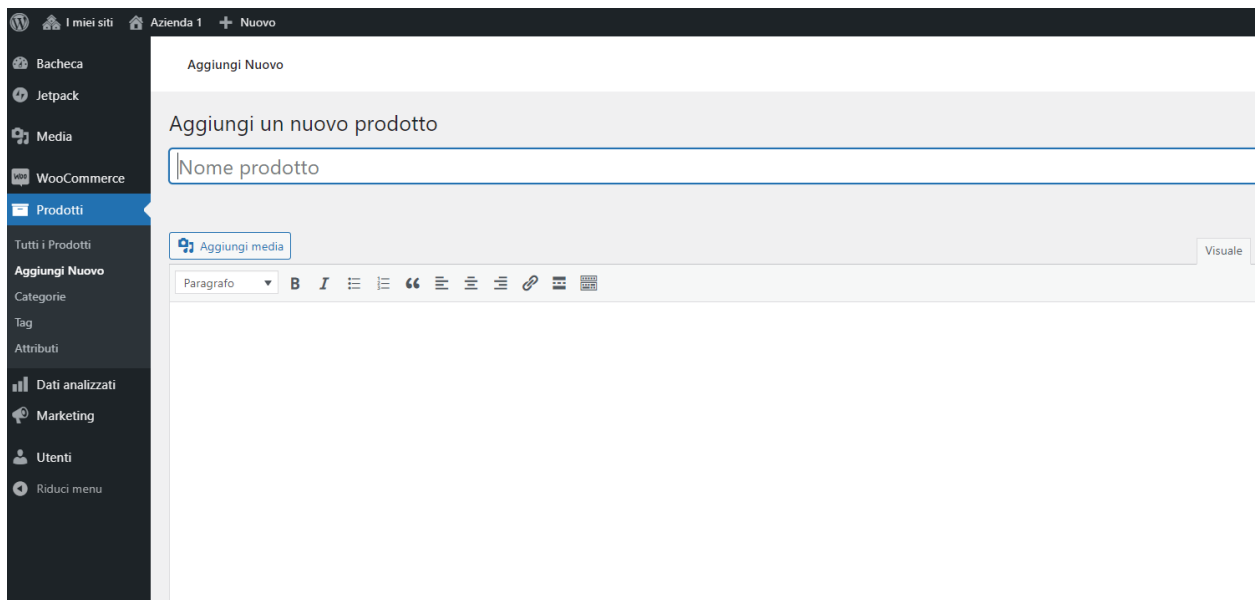 I miei siti Azienda 1 Nuovo
Bacheca
Jetpack
Media
WooCommerce
Prodotti
Tutti i Prodotti
Aggiungi Nuovo
Categorie
Tag
Attributi
Dati analizzati
Marketing
Utenti
Riduci menu
Aggiungi Nuovo
Aggiungi un nuovo prodotto
Nome prodotto
Aggiungi media
Visuale
Paragrafo B I